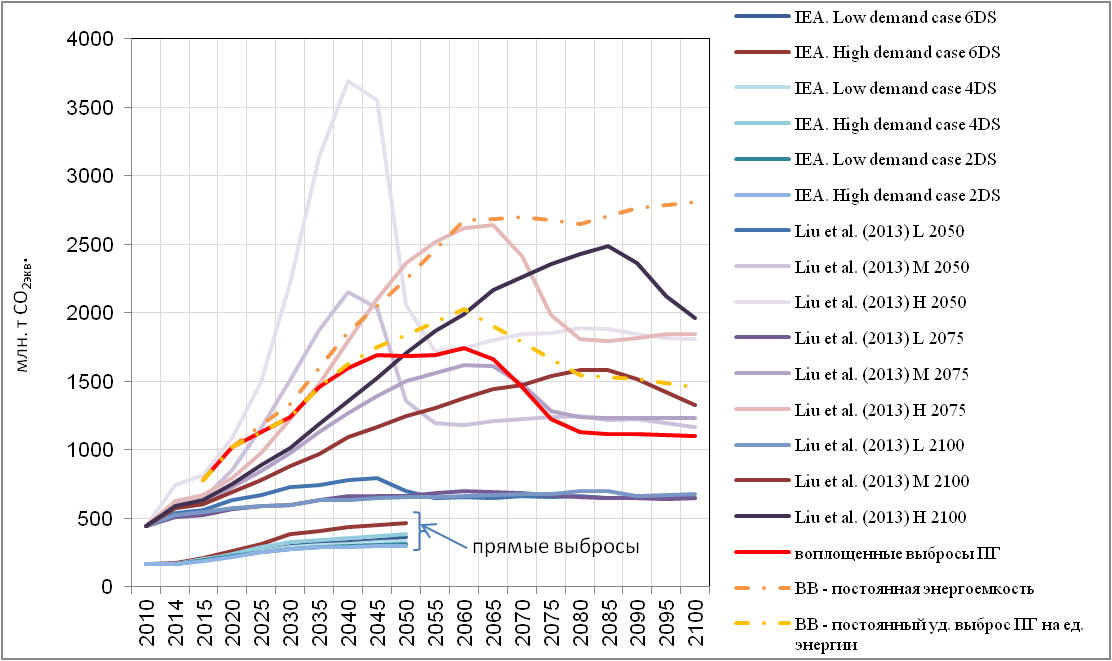 млн. т CO2экв.
4000
3500
3000
2500
2000
1500
1000
500
0
2010
2014
2015
2020
2025
2030
2035
2040
2045
2050
2055
2060
2065
2070
2075
2080
2085
2090
2095
2100
прямые выбросы
IEA. Low demand case 6DS
IEA. High demand case 6DS
IEA. Low demand case 4DS
IEA. High demand case 4DS
IEA. Low demand case 2DS
IEA. High demand case 2DS
Liu et al. (2013) L 2050
Liu et al. (2013) M 2050
Liu et al. (2013) H 2050
Liu et al. (2013) L 2075
Liu et al. (2013) M 2075
Liu et al. (2013) H 2075
Liu et al. (2013) L 2100
Liu et al. (2013) M 2100
Liu et al. (2013) H 2100
воплощенные выбросы ПГ
ВВ - постоянная энергоемкость
ВВ - постоянный уд. выброс ПГ на ед.
энергии